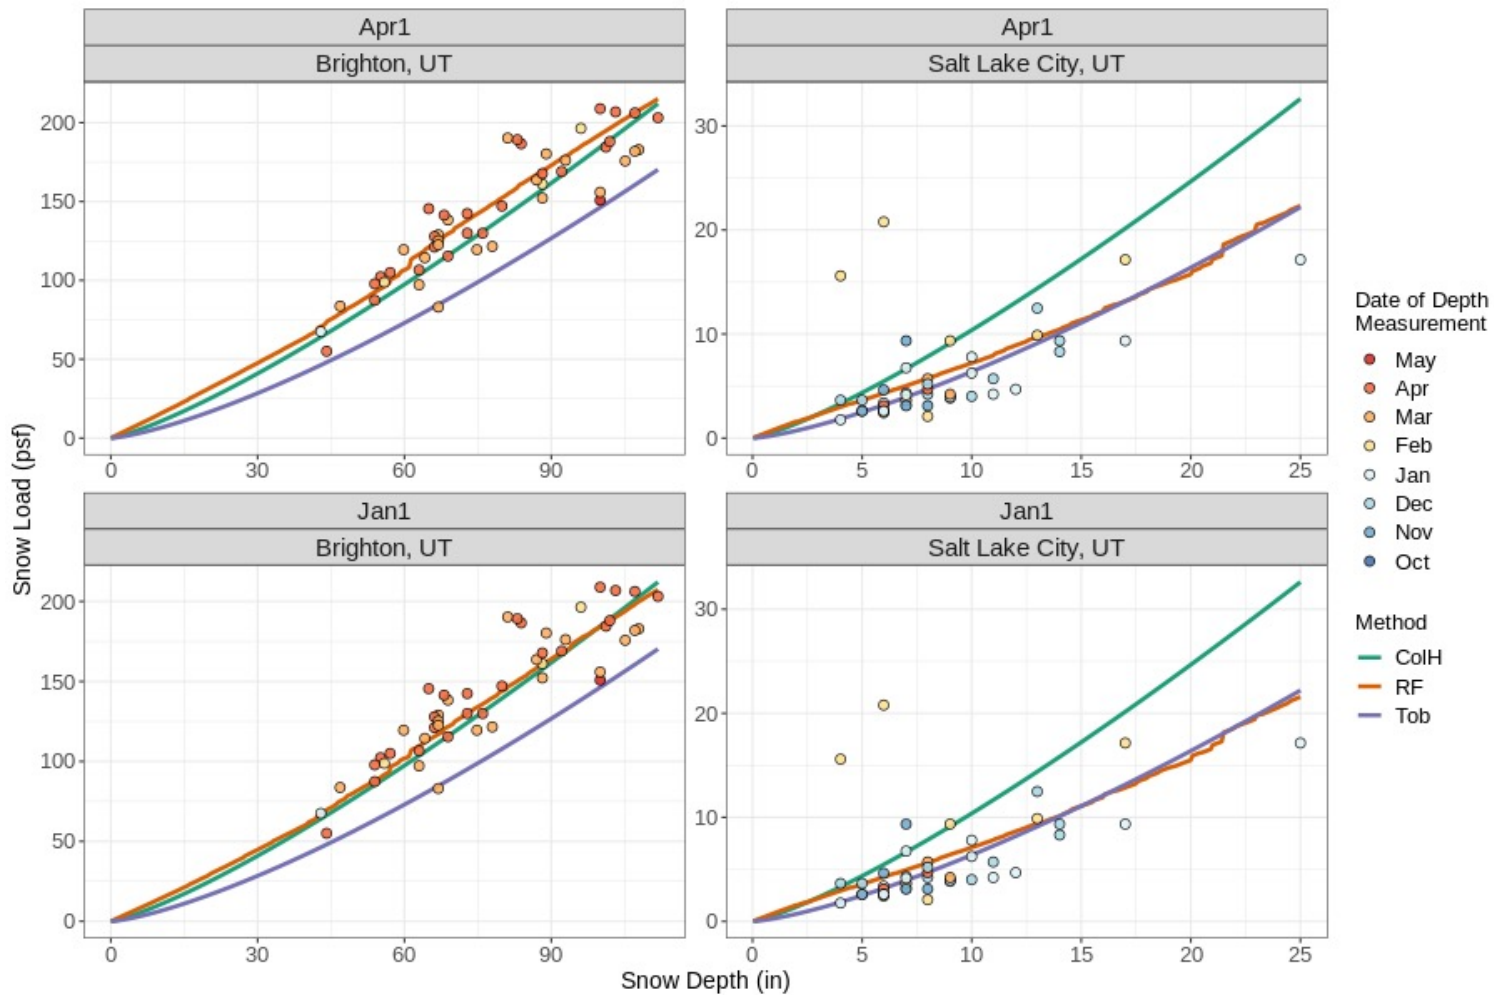 Apr1
Brighton, UT
Apr1
Salt Lake City, UT
200
150
100
50
0
0 30 60 90
30
20
10
0
0 5 10 15 20 25
Jan1
Brighton, UT
Jan1
Salt Lake City, UT
200
150
100
50
0
0 30 60 90
30
20
10
0
0 5 10 15 20 25
Snow Load (psf)
Snow Depth (in)
Date of Depth
Measurement
May
Apr
Mar
Feb
Jan
Dec
Nov
Oct
Method
ColH
RF
Tob